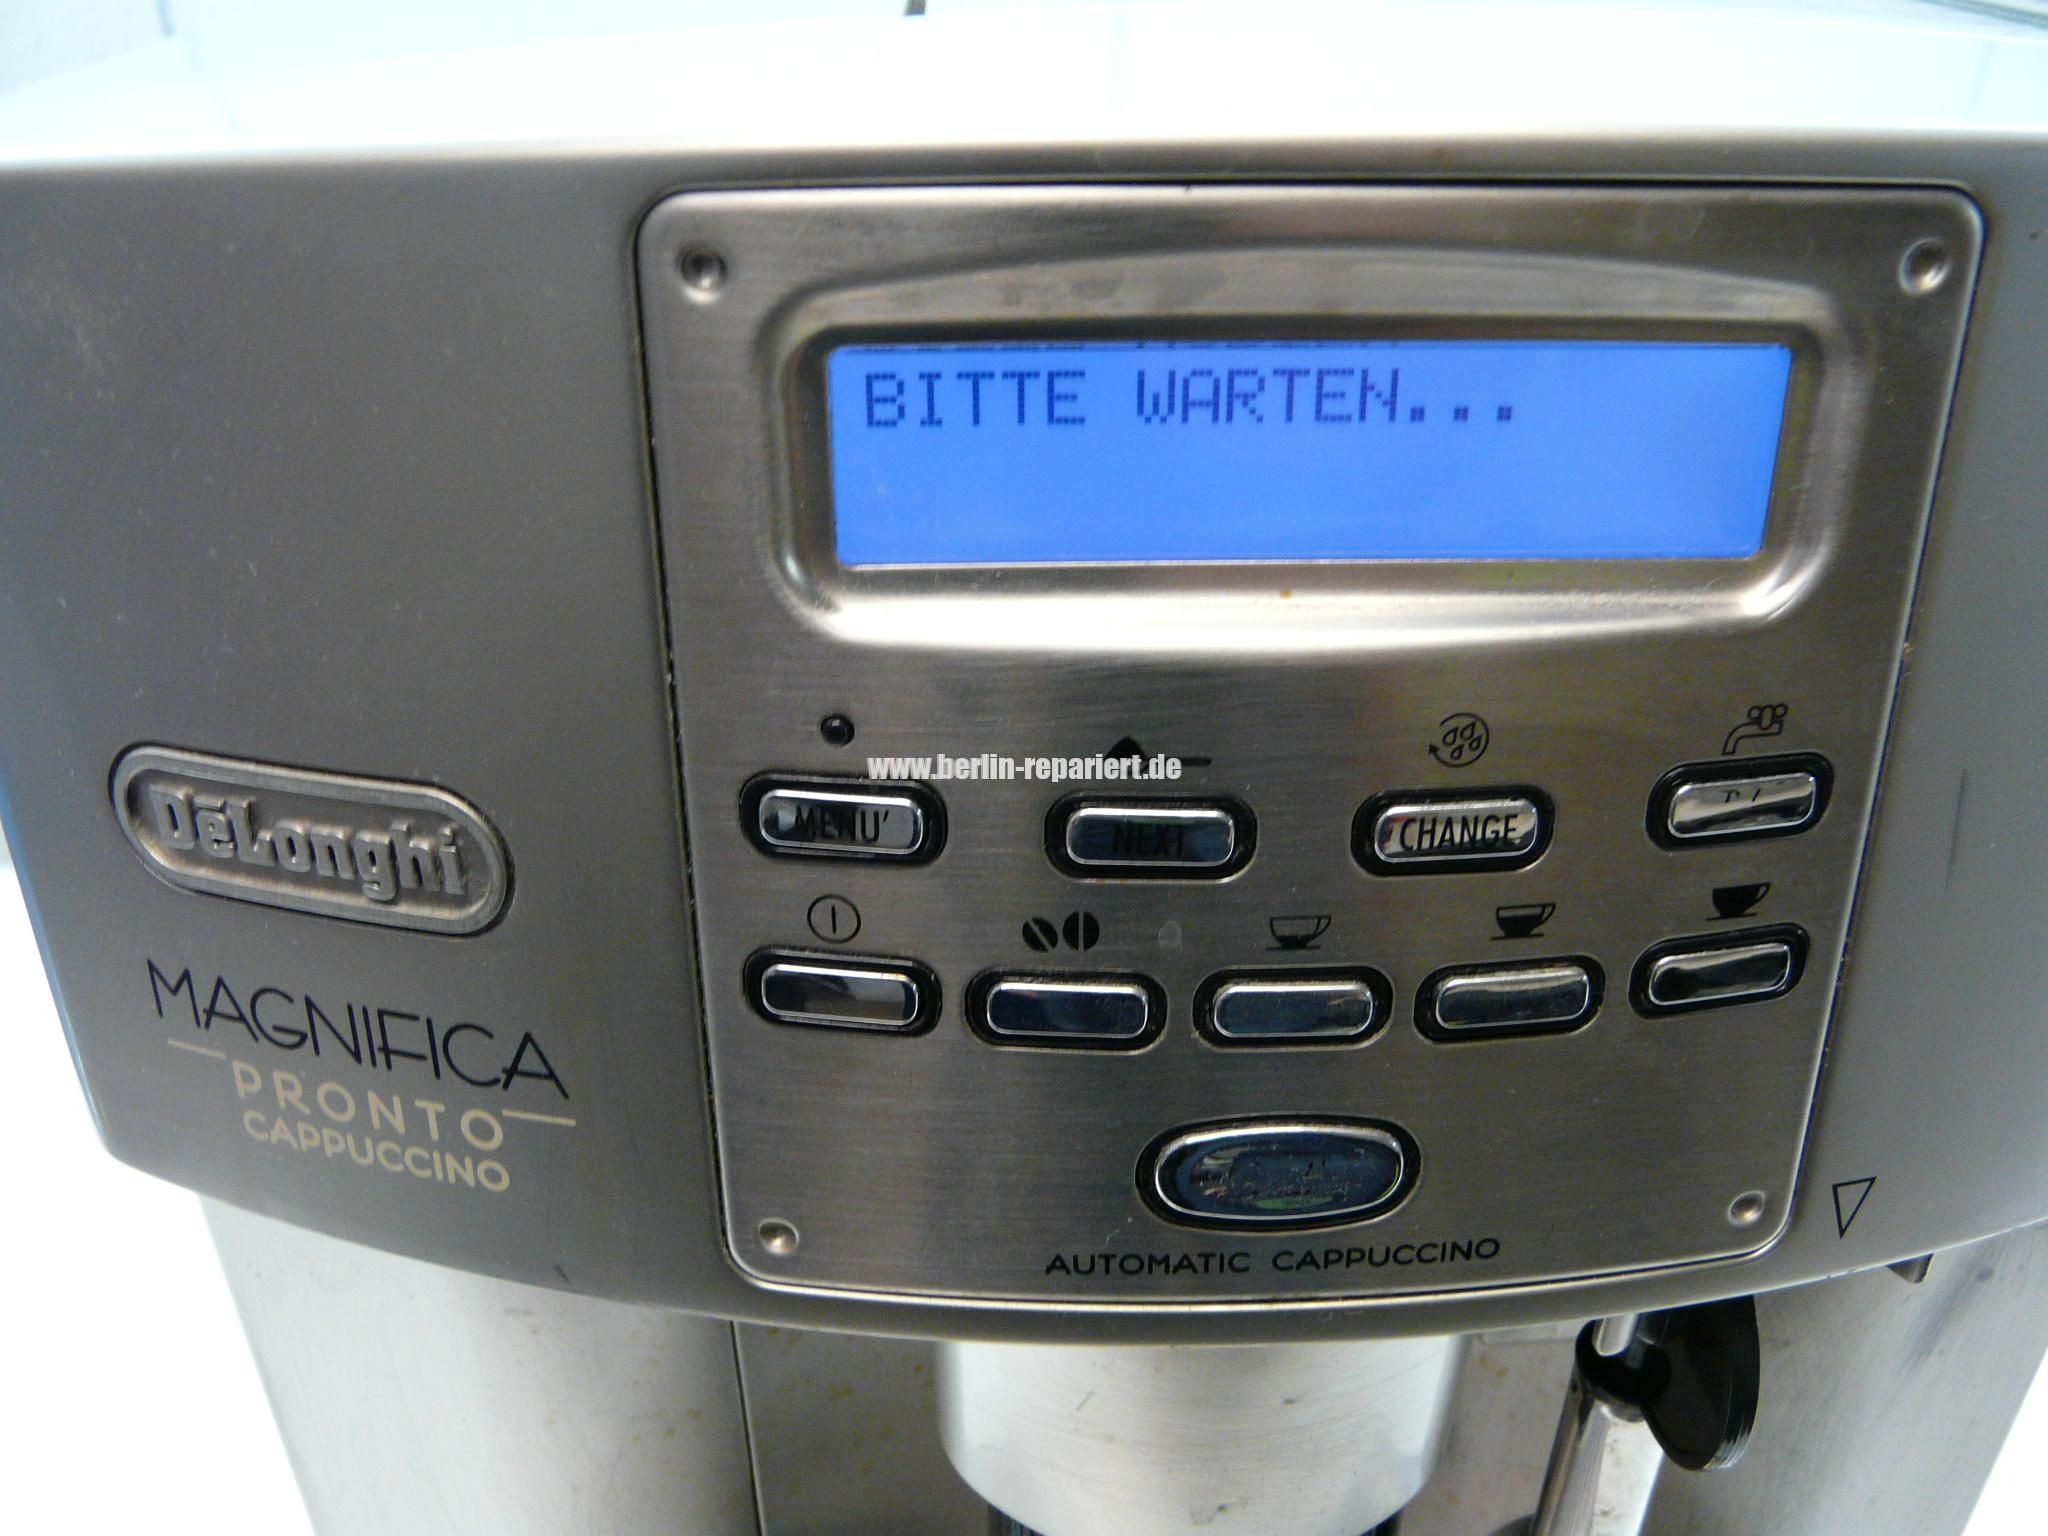 BITTE WARTEN...
www.berlin-repariert.de
MENU'
NEXT
CHANGE
DeLonghi
MAGNIFICA
PRONTO
CAPPUCCINO
AUTOMATIC CAPPUCCINO